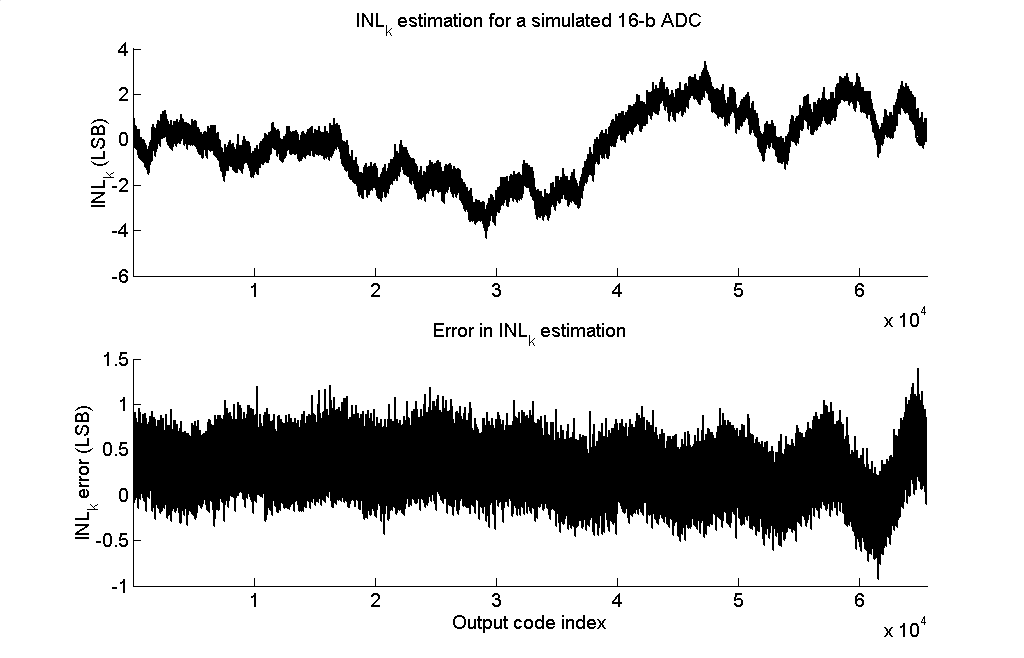 INLk estimation for a simulated 16-b ADC
4
2
0
-2
-4
-6
INLk (LSB)
1 2 3 4 5 6
x 10^4
Error in INLk estimation
1.5
1
0.5
0
-0.5
-1
INLk error (LSB)
1 2 3 4 5 6
Output code index
x 10^4